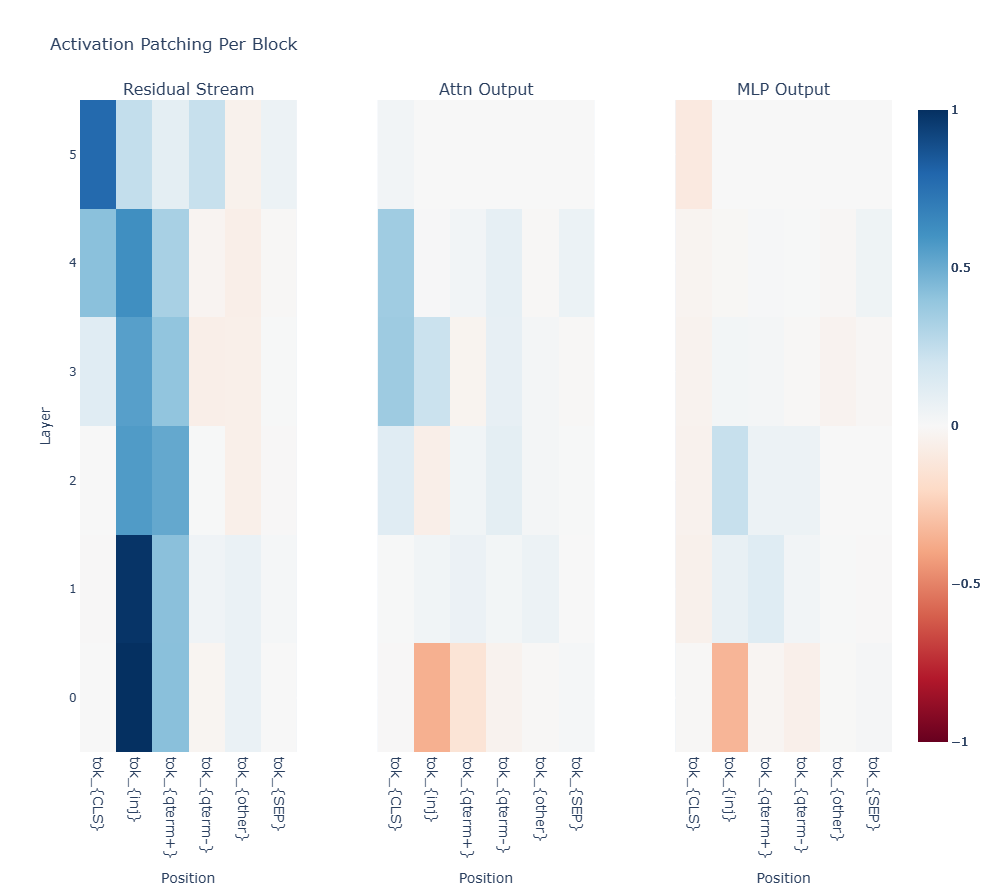 Activation Patching Per Block
Residual Stream
Attn Output
MLP Output
Layer
5
4
3
2
1
0
tok_{CLS}
tok_{inj}
tok_{qterm+}
tok_{qterm-}
tok_{other}
tok_{SEP}
tok_{CLS}
tok_{inj}
tok_{qterm+}
tok_{qterm-}
tok_{other}
tok_{SEP}
tok_{CLS}
tok_{inj}
tok_{qterm+}
tok_{qterm-}
tok_{other}
tok_{SEP}
Position
Position
Position
1
0.5
0
−0.5
−1